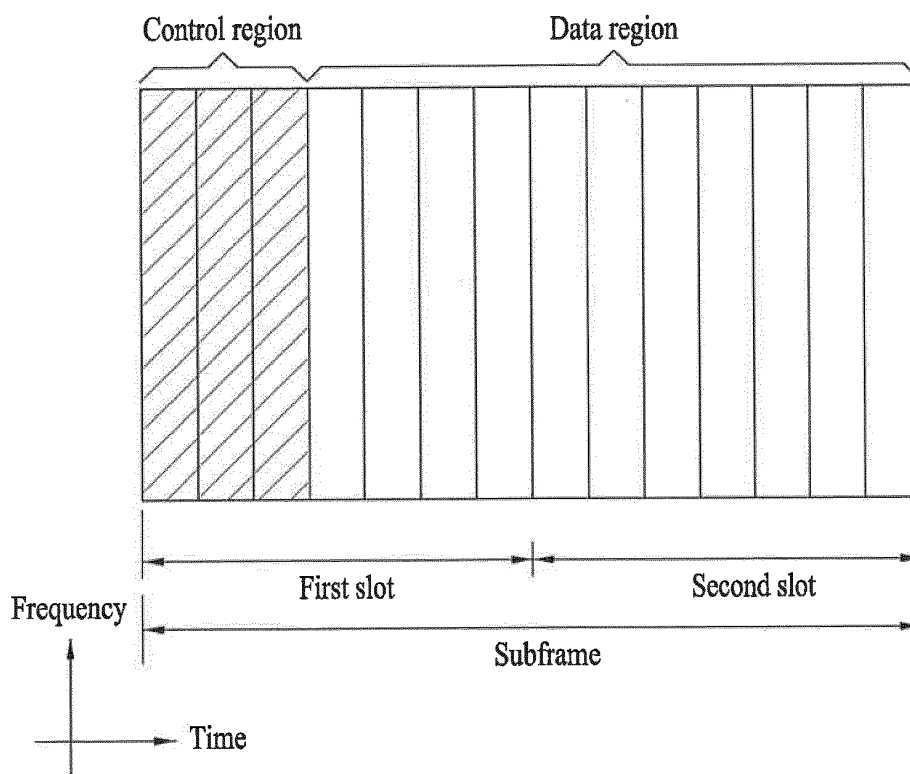 Control region
Data region
First slot
Second slot
Frequency
Subframe
Time